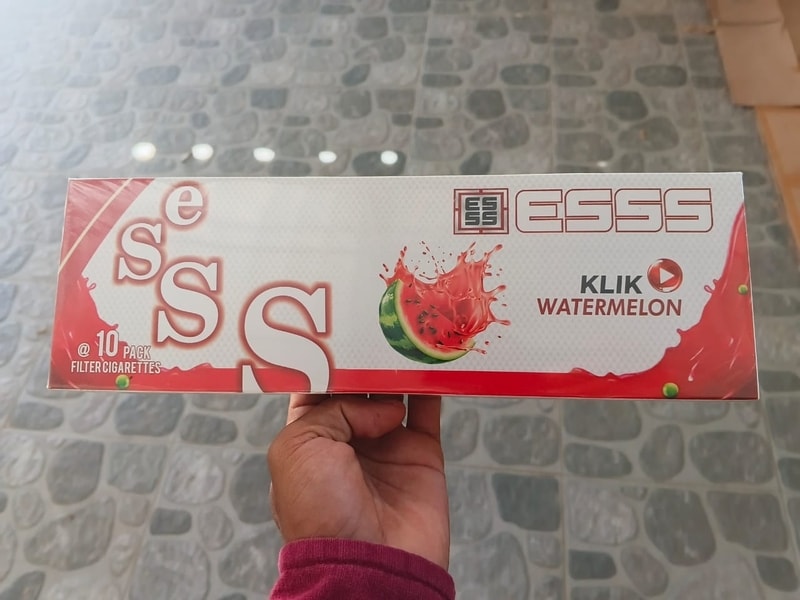 e
s
S
S
@ 10 PACK
FILTER CIGARETTES
ES
SS
ESSS
KLIK
WATERMELON